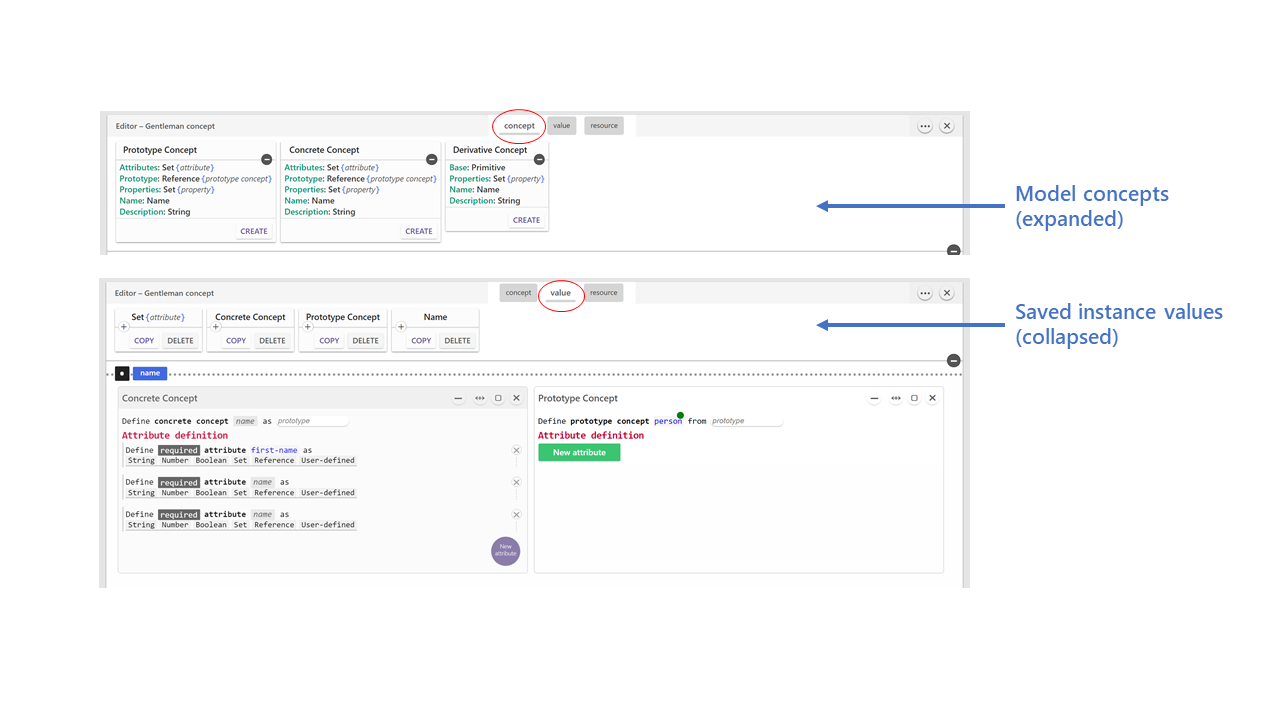 Editor – Gentleman concept
concept value resource
Prototype Concept
Attributes: Set {attribute}
Prototype: Reference {prototype concept}
Properties: Set {property}
Name: Name
Description: String
CREATE
Concrete Concept
Attributes: Set {attribute}
Prototype: Reference {prototype concept}
Properties: Set {property}
Name: Name
Description: String
CREATE
Derivative Concept
Base: Primitive
Properties: Set {property}
Name: Name
Description: String
CREATE
Model concepts
(expanded)
Editor – Gentleman concept
concept value resource
Set {attribute}
COPY DELETE
Concrete Concept
COPY DELETE
Prototype Concept
COPY DELETE
Name
COPY DELETE
Saved instance values
(collapsed)
name
Concrete Concept
Define concrete concept name as prototype
Attribute definition
Define required attribute first-name as
String Number Boolean Set Reference User-defined
Define required attribute name as
String Number Boolean Set Reference User-defined
Define required attribute name as
String Number Boolean Set Reference User-defined
New
attribute
Prototype Concept
Define prototype concept person from prototype
Attribute definition
New attribute